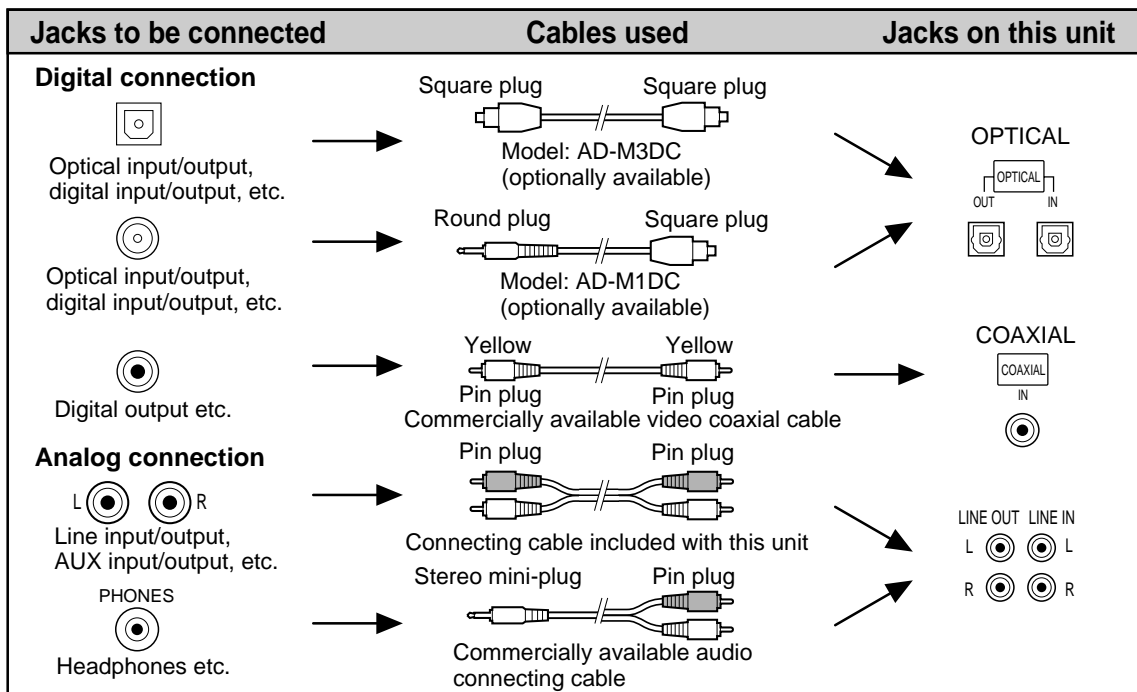 Jacks to be connected Cables used Jacks on this unit
Digital connection
Square plug Square plug
Optical input/output,
digital input/output, etc.
Model: AD-M3DC
(optionally available)
OPTICAL
OPTICAL
OUT IN
Round plug Square plug
Optical input/output,
digital input/output, etc.
Model: AD-M1DC
(optionally available)
Yellow Yellow
Pin plug Pin plug
Digital output etc.
Commercially available video coaxial cable
COAXIAL
COAXIAL
IN
Analog connection
Pin plug Pin plug
L R
Line input/output,
AUX input/output, etc.
Connecting cable included with this unit
LINE OUT LINE IN
L L
R R
Stereo mini-plug Pin plug
PHONES
Headphones etc.
Commercially available audio
connecting cable